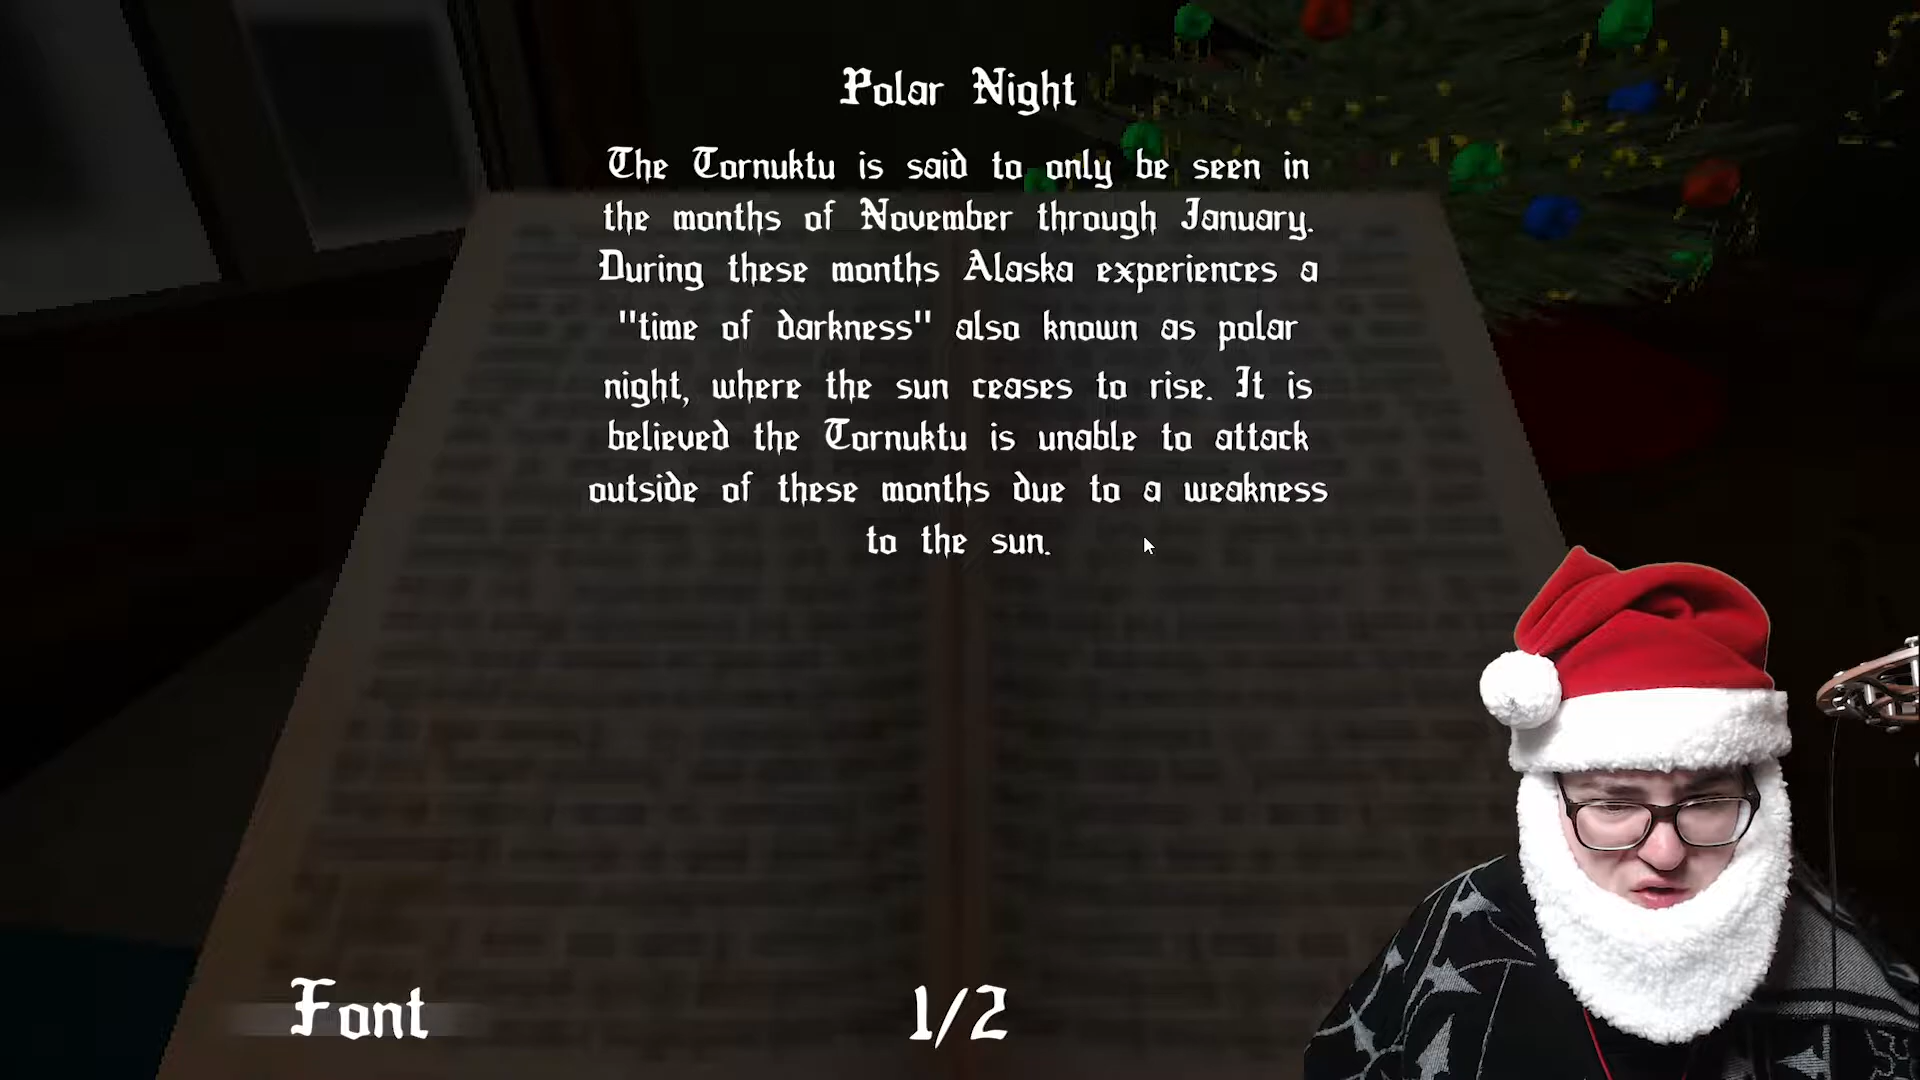 Polar Night
The Tornuktu is said to only be seen in
the months of November through January.
During these months Alaska experiences a
"time of darkness" also known as polar
night, where the sun ceases to rise. It is
believed the Tornuktu is unable to attack
outside of these months due to a weakness
to the sun.
Font
1/2